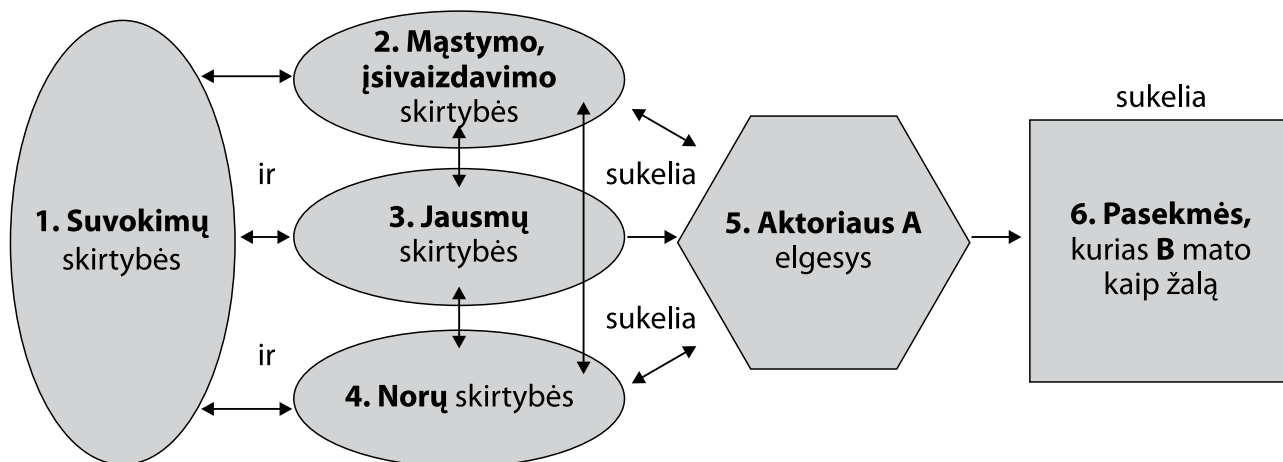 1. Suvokimų
skirtybės
ir
ir
2. Mąstymo,
įsivaizdavimo
skirtybės
3. Jausmų
skirtybės
4. Norų skirtybės
sukelia
sukelia
5. Aktoriaus A
elgesys
sukelia
6. Pasekmės,
kurias B mato
kaip žalą